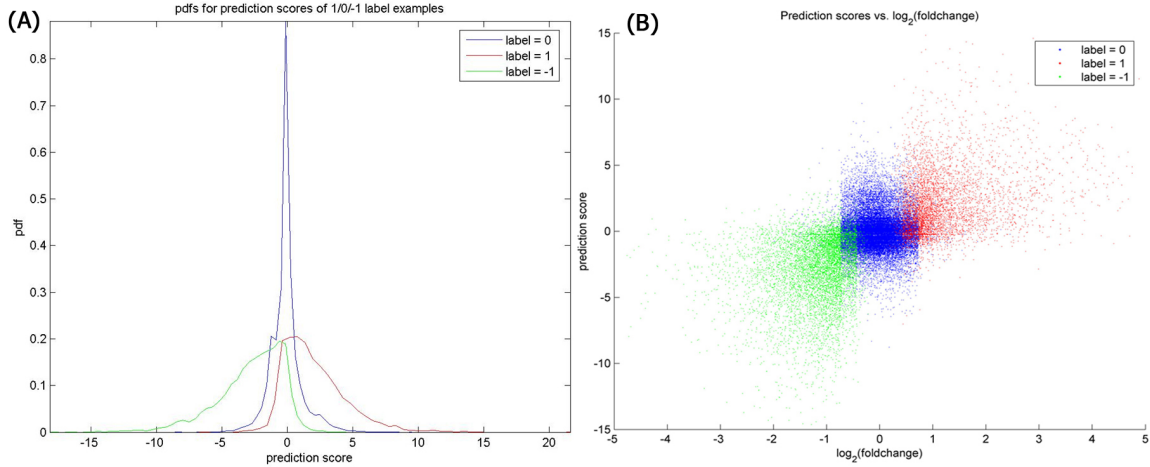 (A)
pdfs for prediction scores of 1/0/-1 label examples
label = 0
label = 1
label = -1
pdf
0.8
0.7
0.6
0.5
0.4
0.3
0.2
0.1
0
-15 -10 -5 0 5 10 15 20
prediction score
(B)
Prediction scores vs. log2(foldchange)
label = 0
label = 1
label = -1
prediction score
15
10
5
0
-5
-10
-15
-5 -4 -3 -2 -1 0 1 2 3 4 5
log2(foldchange)